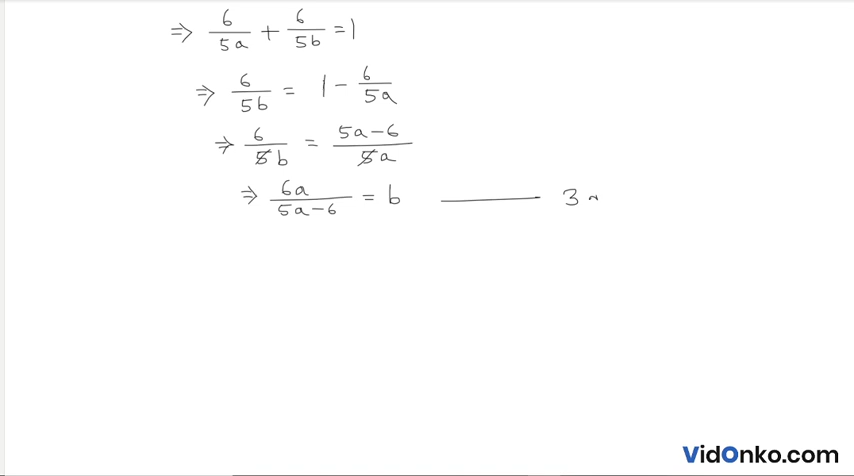 ⇒ 6/5a + 6/5b = 1
⇒ 6/5b = 1 - 6/5a
⇒ 6/5b = 5a-6/5a
⇒ 6a/5a-6 = b —— 3 ~
VidOnko.com